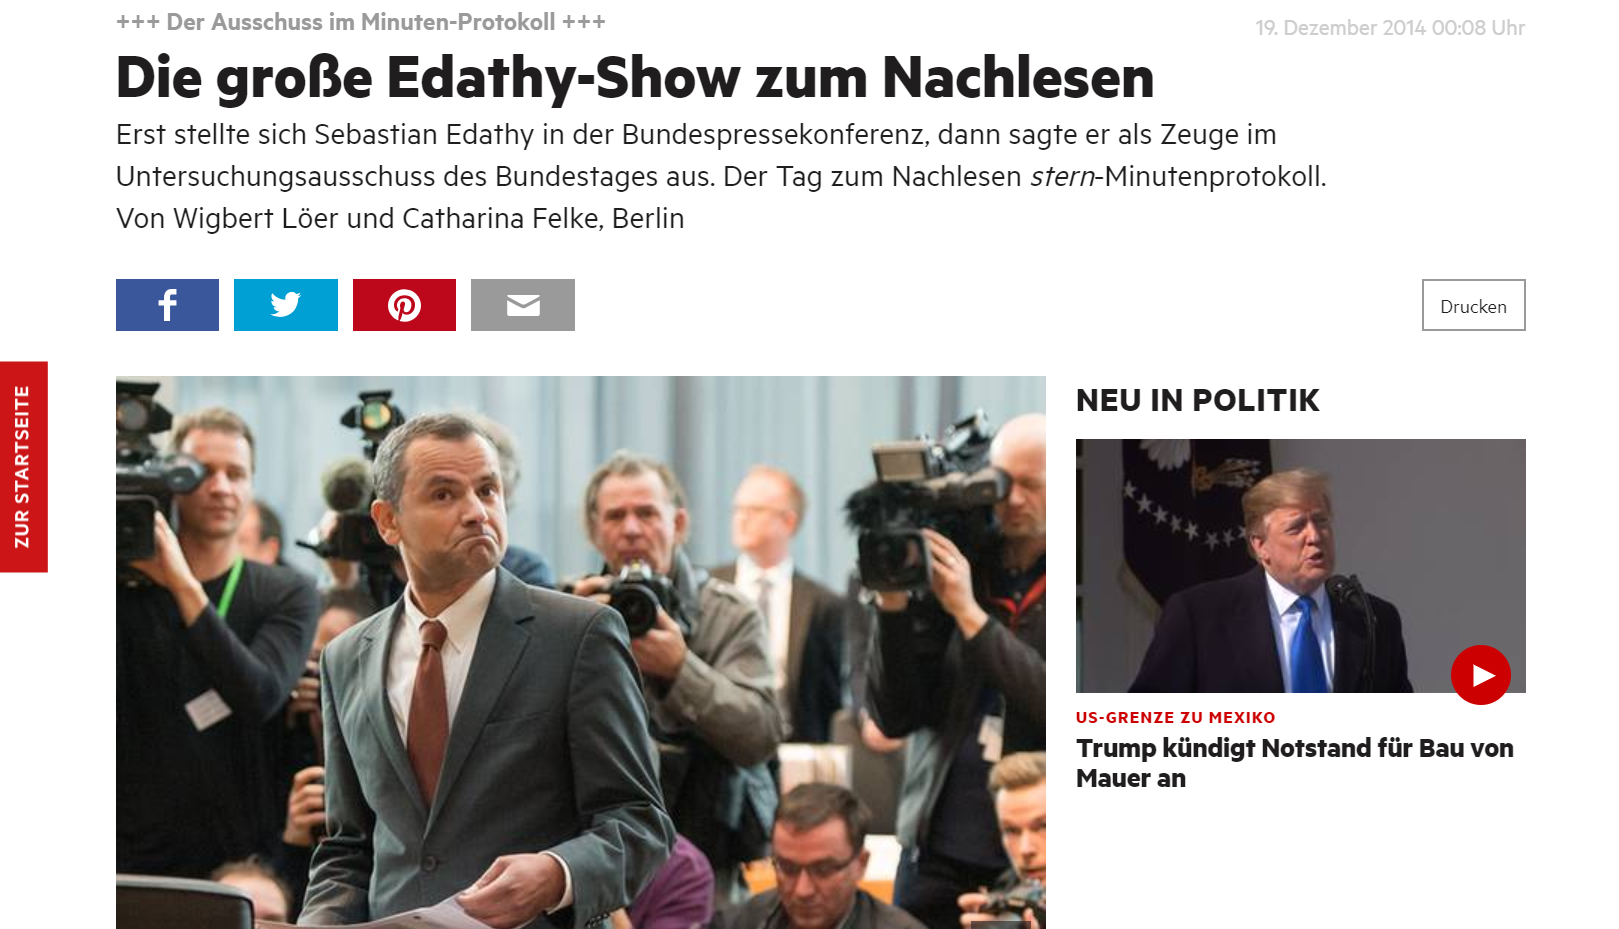 +++ Der Ausschuss im Minuten-Protokoll +++
19. Dezember 2014 00:08 Uhr
Die große Edathy-Show zum Nachlesen
Erst stellte sich Sebastian Edathy in der Bundespressekonferenz, dann sagte er als Zeuge im
Untersuchungsausschuss des Bundestages aus. Der Tag zum Nachlesen stern-Minutenprotokoll.
Von Wigbert Löer und Catharina Felke, Berlin
Drucken
ZUR STARTSEITE
NEU IN POLITIK
US-GRENZE ZU MEXIKO
Trump kündigt Notstand für Bau von
Mauer an